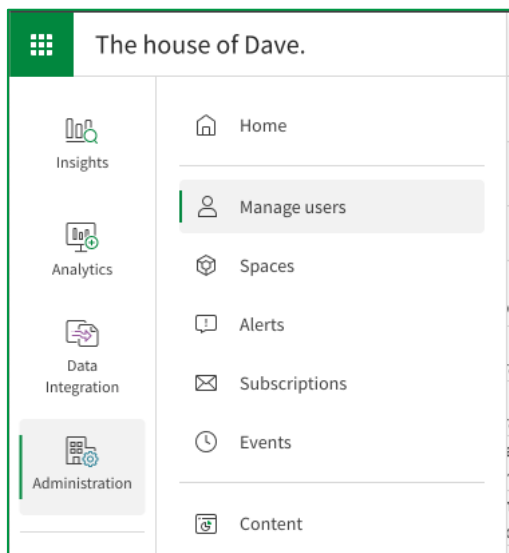 The house of Dave.
Insights
Analytics
Data
Integration
Administration
Home
Manage users
Spaces
Alerts
Subscriptions
Events
Content